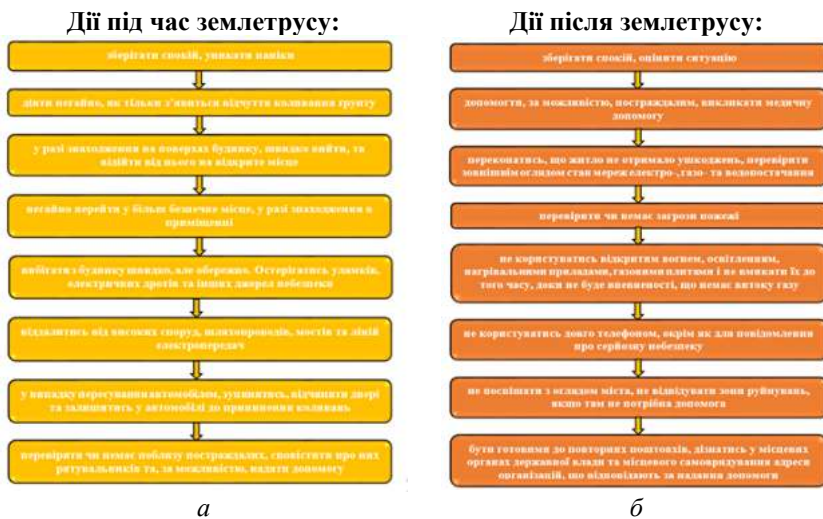 Дії під час землетрусу:
зберігати спокій, уникати паніки
діяти негайно, як тільки з'явиться відчуття коливання ґрунту
у разі знаходження на поверхах будинку, швидко вийти, та
відійти від нього на відкрите місце
негайно перейти у більш безпечне місце, у разі знаходження в
приміщенні
вибігати з будинку швидко, але обережно. Остерігатись уламків,
електричних дротів та інших джерел небезпеки
віддалитись від високих споруд, шляхопроводів, мостів та ліній
електропередач
у випадку пересування автомобілем, зупинитись, відчинити двері
та залишитись у автомобілі до припинення коливань
перевірити чи немає поблизу постраждалих, сповістити про них
рятувальників та, за можливістю, надати допомогу
а
Дії після землетрусу:
зберігати спокій, оцінити ситуацію
допомогти, за можливістю, постраждалим, викликати медичну
допомогу
переконатись, що житло не отримало ушкоджень, перевірити
зовнішнім оглядом стан мереж електро-, газо- та водопостачання
перевірити чи немає загрози пожежі
не користуватись відкритим вогнем, освітленням,
нагрівальними приладами, газовими плитами і не вмикати їх до
того часу, доки не буде впевненості, що немає витоку газу
не користуватись довго телефоном, окрім як для повідомлення
про серйозну небезпеку
не поспішати з оглядом міста, не відвідувати зони руйнувань,
якщо там не потрібна допомога
бути готовими до повторних поштовхів, дізнатись у місцевих
органах державної влади та місцевого самоврядування адреси
організацій, що відповідають за надання допомоги
б